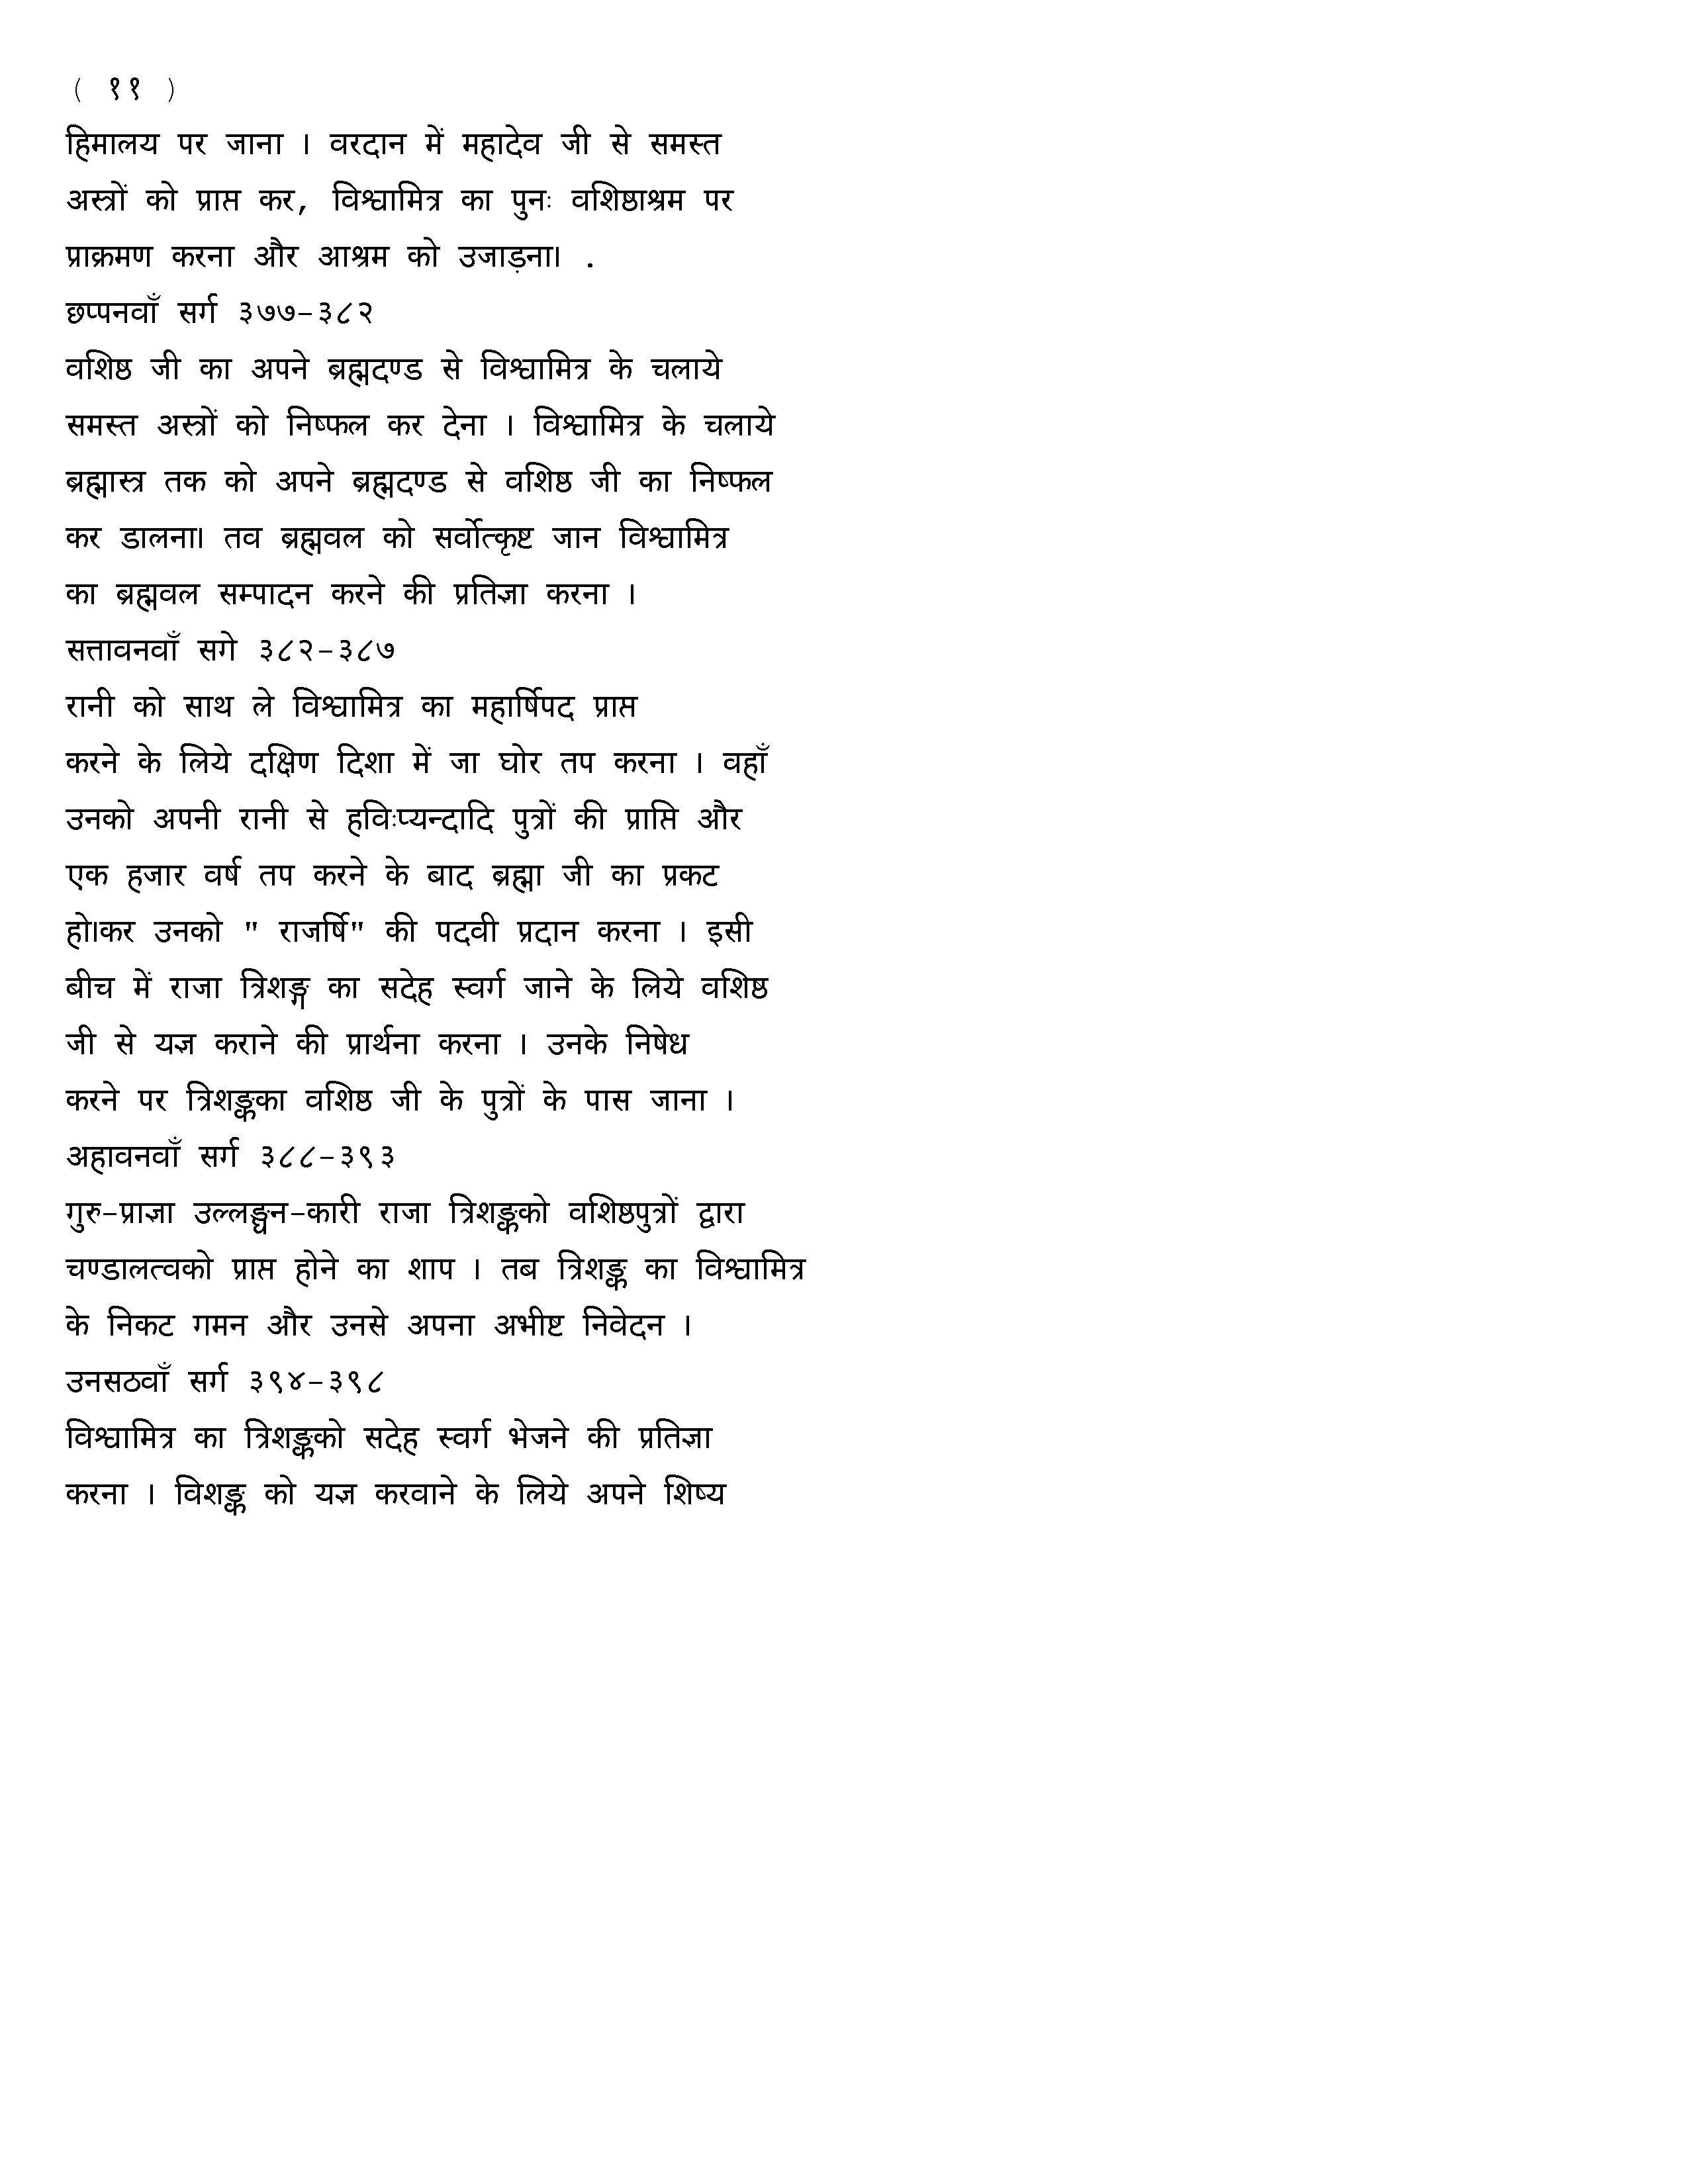 ( ११ )
हिमालय पर जाना । वरदान में महादेव जी से समस्त
अस्त्रों को प्राप्त कर, विश्वामित्र का पुनः वशिष्ठाश्रम पर
प्राक्रमण करना और आश्रम को उजाड़ना। .
छप्पनवाँ सर्ग ३७७-३८२
वशिष्ठ जी का अपने ब्रह्मदण्ड से विश्वामित्र के चलाये
समस्त अस्त्रों को निष्फल कर देना । विश्वामित्र के चलाये
ब्रह्मास्त्र तक को अपने ब्रह्मदण्ड से वशिष्ठ जी का निष्फल
कर डालना। तव ब्रह्मवल को सर्वोत्कृष्ट जान विश्वामित्र
का ब्रह्मवल सम्पादन करने की प्रतिज्ञा करना ।
सत्तावनवाँ सगे ३८२-३८७
रानी को साथ ले विश्वामित्र का महार्षिपद प्राप्त
करने के लिये दक्षिण दिशा में जा घोर तप करना । वहाँ
उनको अपनी रानी से हविःप्यन्दादि पुत्रों की प्राप्ति और
एक हजार वर्ष तप करने के बाद ब्रह्मा जी का प्रकट
हो।कर उनको " राजर्षि" की पदवी प्रदान करना । इसी
बीच में राजा त्रिशङ्ग का सदेह स्वर्ग जाने के लिये वशिष्ठ
जी से यज्ञ कराने की प्रार्थना करना । उनके निषेध
करने पर त्रिशङ्कका वशिष्ठ जी के पुत्रों के पास जाना ।
अहावनवाँ सर्ग ३८८-३९३
गुरु-प्राज्ञा उल्लङ्घन-कारी राजा त्रिशङ्कको वशिष्ठपुत्रों द्वारा
चण्डालत्वको प्राप्त होने का शाप । तब त्रिशङ्क का विश्वामित्र
के निकट गमन और उनसे अपना अभीष्ट निवेदन ।
उनसठवाँ सर्ग ३९४-३९८
विश्वामित्र का त्रिशङ्कको सदेह स्वर्ग भेजने की प्रतिज्ञा
करना । विशङ्क को यज्ञ करवाने के लिये अपने शिष्य